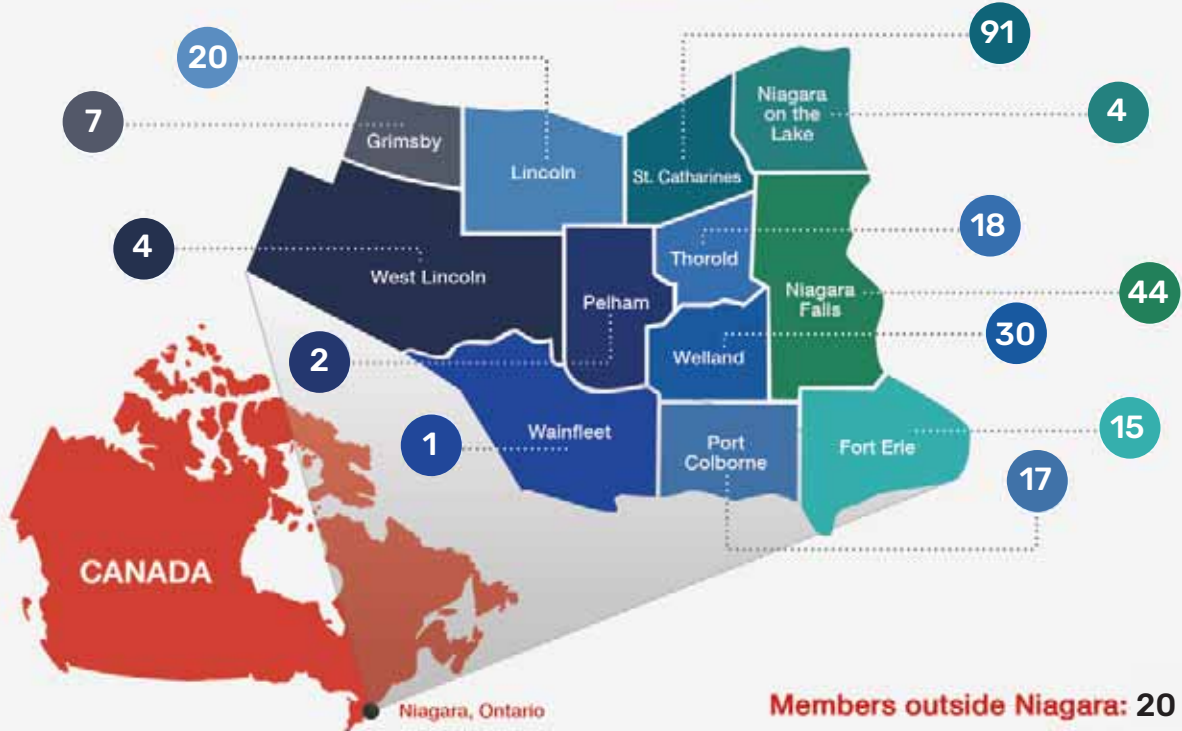 91
20
7
Niagara
on the
Lake
4
Grimsby
Lincoln
St. Catharines
18
4
Thorold
West Lincoln
Pelham
Niagara
Falls
44
30
2
Welland
1
Wainfleet
Port
Colborne
Fort Erie
15
17
CANADA
Niagara, Ontario
Members outside Niagara: 20